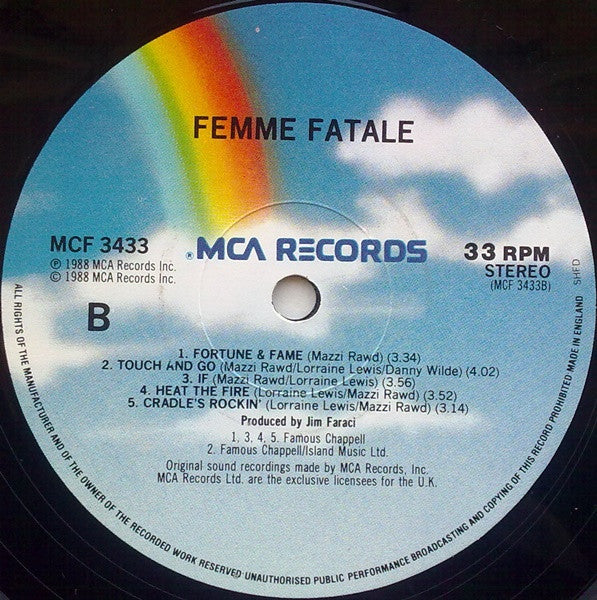 FEMME FATALE
MCF 3433
℗ 1988 MCA Records Inc.
© 1988 MCA Records Inc.
® MCA RECORDS
33 RPM
STEREO
(MCF 3433B)
SHFD
B
1. FORTUNE & FAME (Mazzi Rawd) (3.34)
2. TOUCH AND GO (Mazzi Rawd/Lorraine Lewis/Danny Wilde) (4.02)
3. IF (Mazzi Rawd/Lorraine Lewis) (3.56)
4. HEAT THE FIRE (Lorraine Lewis/Mazzi Rawd) (3.52)
5. CRADLE'S ROCKIN' (Lorraine Lewis/Mazzi Rawd) (3.14)
Produced by Jim Faraci
1, 3, 4, 5 Famous Chappell
2. Famous Chappell/Island Music Ltd.
Original sound recordings made by MCA Records, Inc.
MCA Records Ltd. are the exclusive licensees for the U.K.
ALL RIGHTS OF THE MANUFACTURER AND OF THE OWNER OF THE RECORDED WORK RESERVED UNAUTHORISED PUBLIC PERFORMANCE BROADCASTING AND COPYING OF THIS RECORD PROHIBITED MADE IN ENGLAND